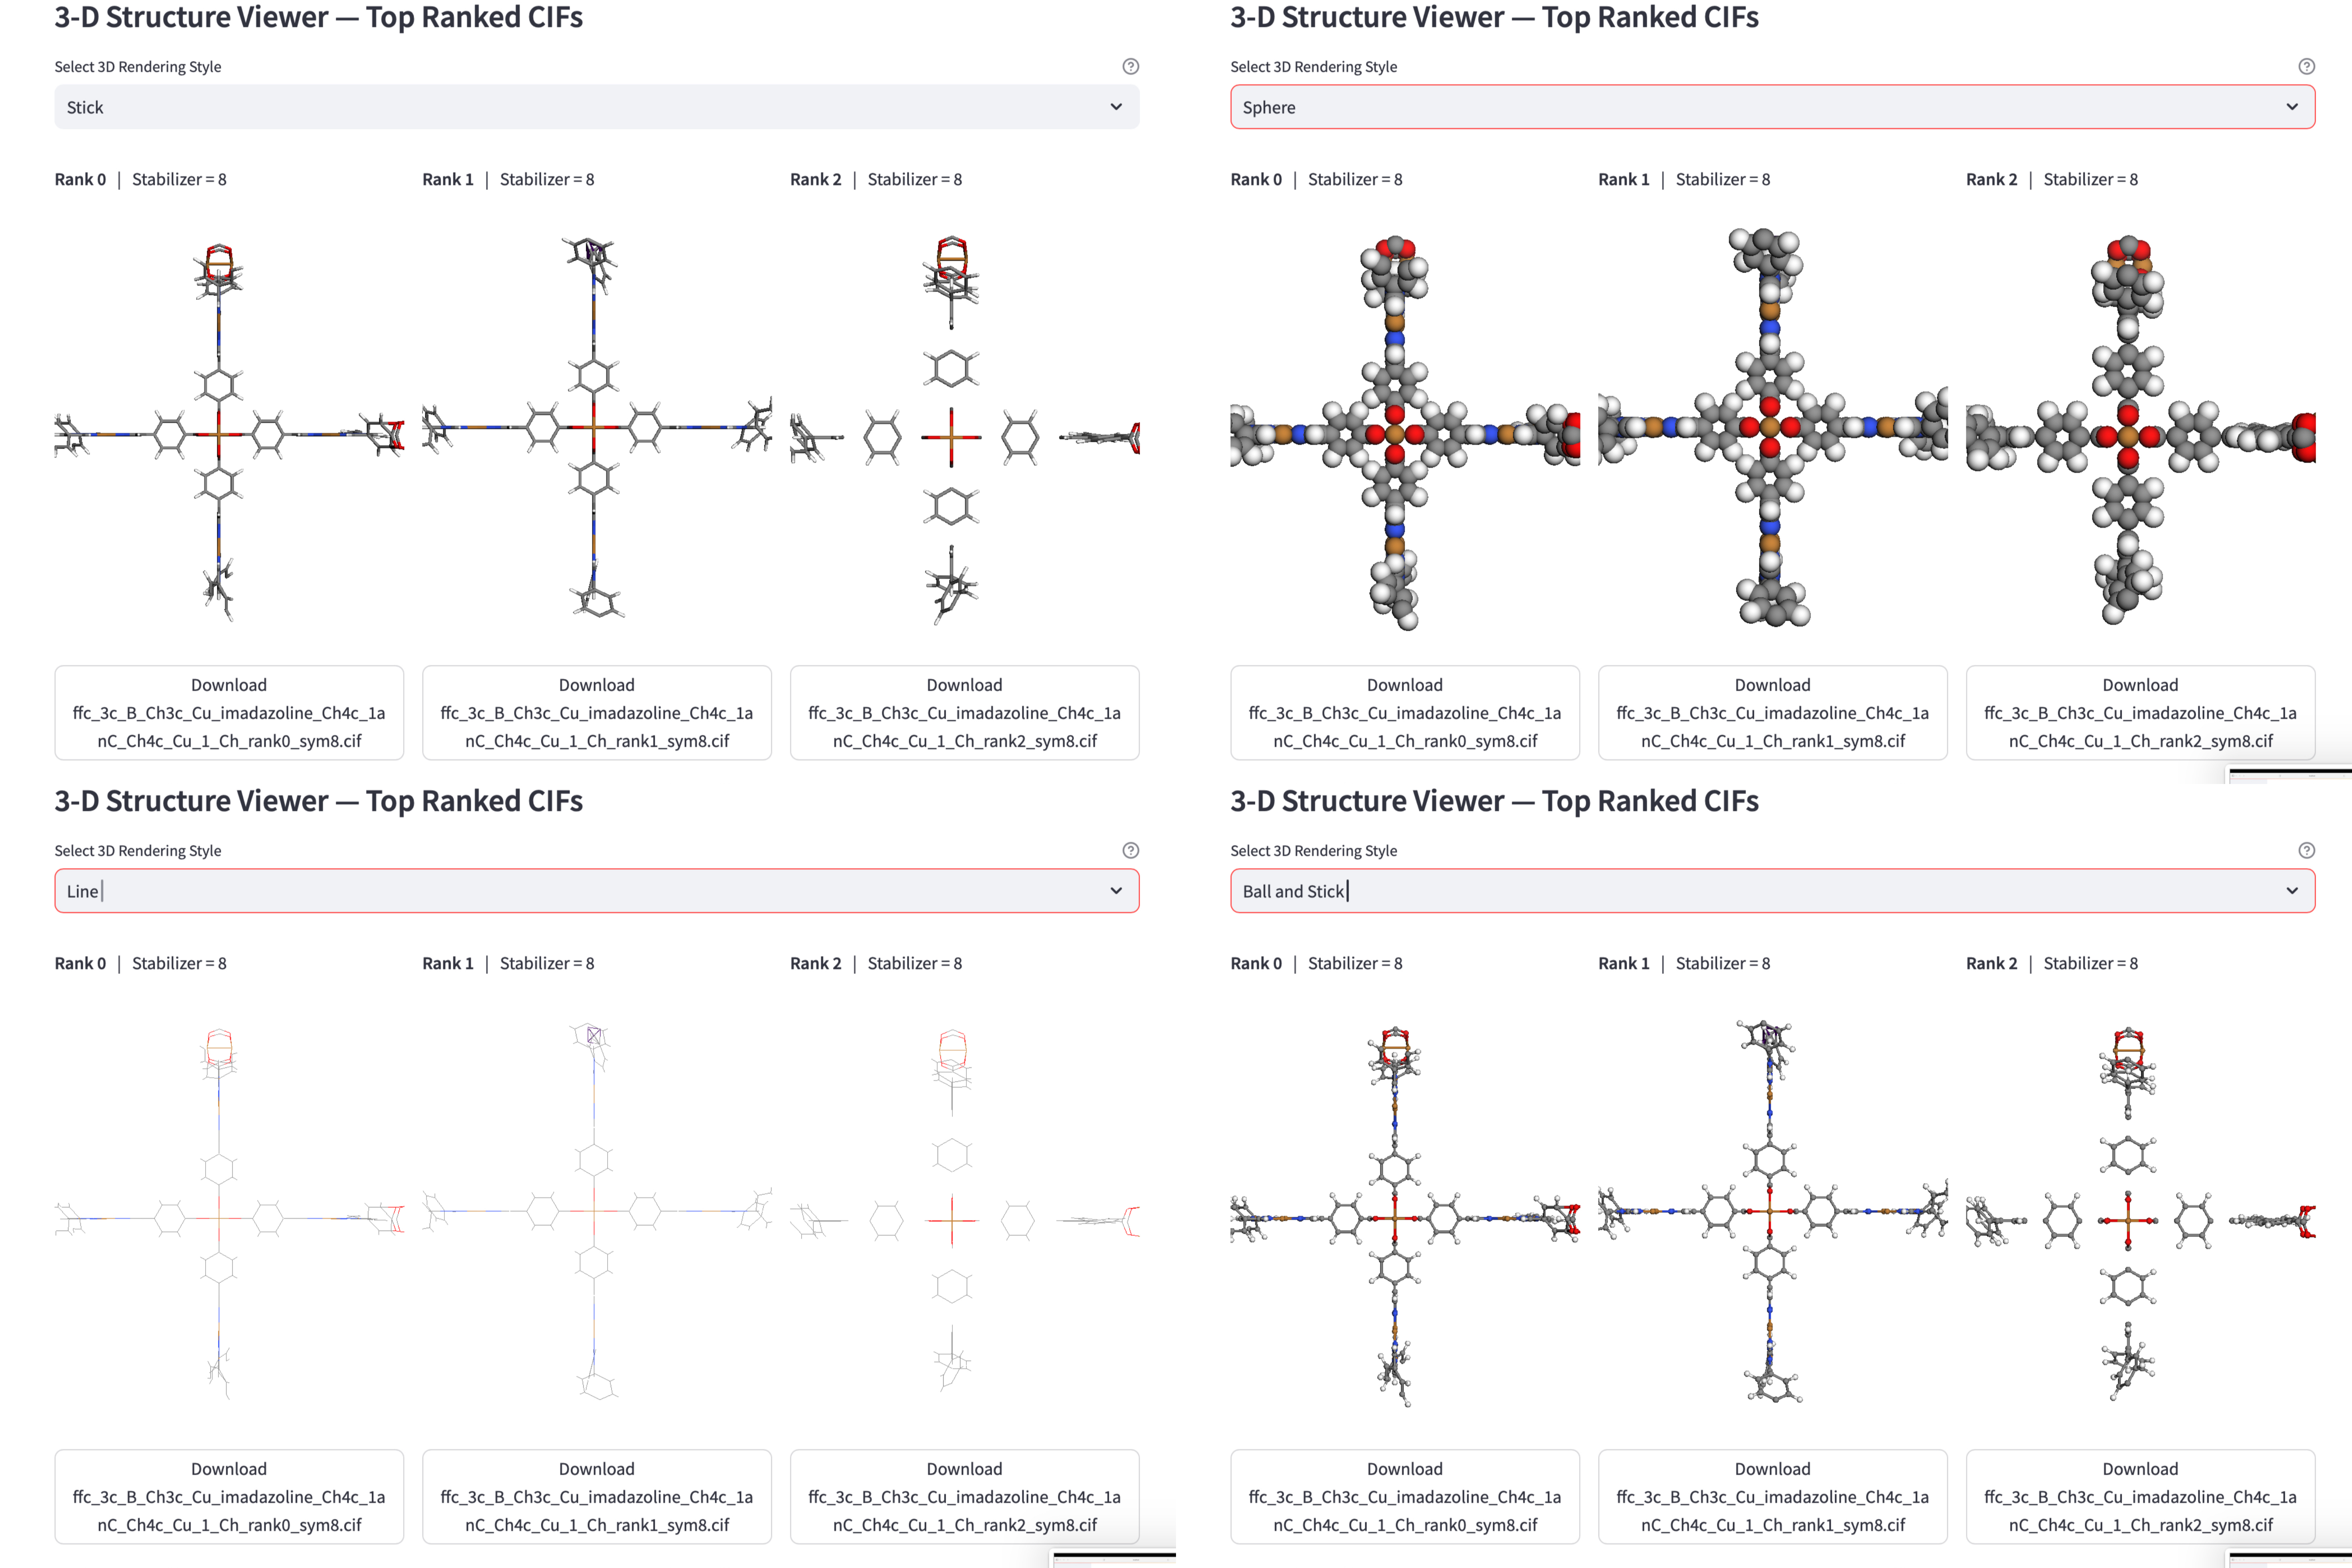 3-D Structure Viewer — Top Ranked CIFs
Select 3D Rendering Style
Stick
Rank 0 | Stabilizer = 8
Rank 1 | Stabilizer = 8
Rank 2 | Stabilizer = 8
Download
ffc_3c_B_Ch3c_Cu_imadazoline_Ch4c_1a
nC_Ch4c_Cu_1_Ch_rank0_sym8.cif
Download
ffc_3c_B_Ch3c_Cu_imadazoline_Ch4c_1a
nC_Ch4c_Cu_1_Ch_rank1_sym8.cif
Download
ffc_3c_B_Ch3c_Cu_imadazoline_Ch4c_1a
nC_Ch4c_Cu_1_Ch_rank2_sym8.cif
3-D Structure Viewer — Top Ranked CIFs
Select 3D Rendering Style
Sphere
Rank 0 | Stabilizer = 8
Rank 1 | Stabilizer = 8
Rank 2 | Stabilizer = 8
Download
ffc_3c_B_Ch3c_Cu_imadazoline_Ch4c_1a
nC_Ch4c_Cu_1_Ch_rank0_sym8.cif
Download
ffc_3c_B_Ch3c_Cu_imadazoline_Ch4c_1a
nC_Ch4c_Cu_1_Ch_rank1_sym8.cif
Download
ffc_3c_B_Ch3c_Cu_imadazoline_Ch4c_1a
nC_Ch4c_Cu_1_Ch_rank2_sym8.cif
3-D Structure Viewer — Top Ranked CIFs
Select 3D Rendering Style
Line
Rank 0 | Stabilizer = 8
Rank 1 | Stabilizer = 8
Rank 2 | Stabilizer = 8
Download
ffc_3c_B_Ch3c_Cu_imadazoline_Ch4c_1a
nC_Ch4c_Cu_1_Ch_rank0_sym8.cif
Download
ffc_3c_B_Ch3c_Cu_imadazoline_Ch4c_1a
nC_Ch4c_Cu_1_Ch_rank1_sym8.cif
Download
ffc_3c_B_Ch3c_Cu_imadazoline_Ch4c_1a
nC_Ch4c_Cu_1_Ch_rank2_sym8.cif
3-D Structure Viewer — Top Ranked CIFs
Select 3D Rendering Style
Ball and Stick
Rank 0 | Stabilizer = 8
Rank 1 | Stabilizer = 8
Rank 2 | Stabilizer = 8
Download
ffc_3c_B_Ch3c_Cu_imadazoline_Ch4c_1a
nC_Ch4c_Cu_1_Ch_rank0_sym8.cif
Download
ffc_3c_B_Ch3c_Cu_imadazoline_Ch4c_1a
nC_Ch4c_Cu_1_Ch_rank1_sym8.cif
Download
ffc_3c_B_Ch3c_Cu_imadazoline_Ch4c_1a
nC_Ch4c_Cu_1_Ch_rank2_sym8.cif